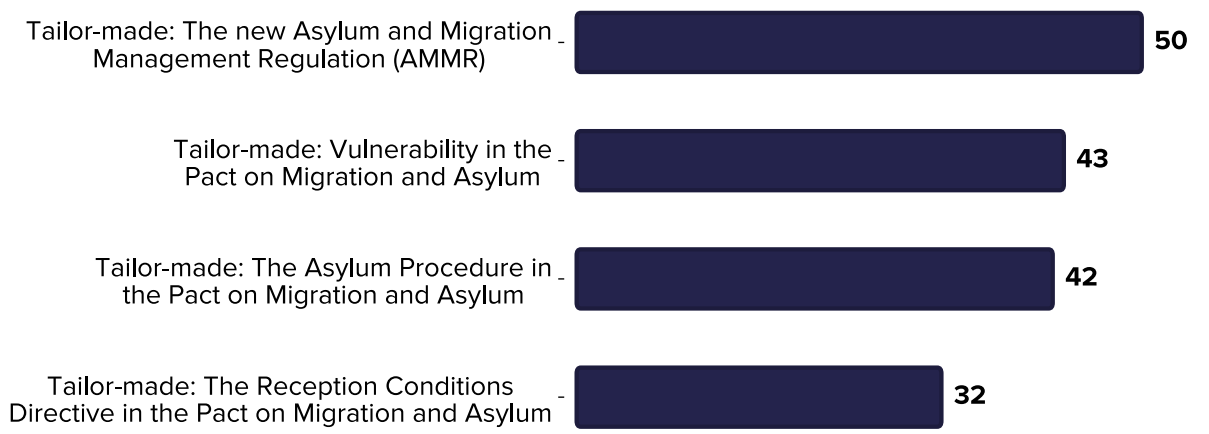 Tailor-made: The new Asylum and Migration
Management Regulation (AMMR)
50
Tailor-made: Vulnerability in the
Pact on Migration and Asylum
43
Tailor-made: The Asylum Procedure in
the Pact on Migration and Asylum
42
Tailor-made: The Reception Conditions
Directive in the Pact on Migration and Asylum
32